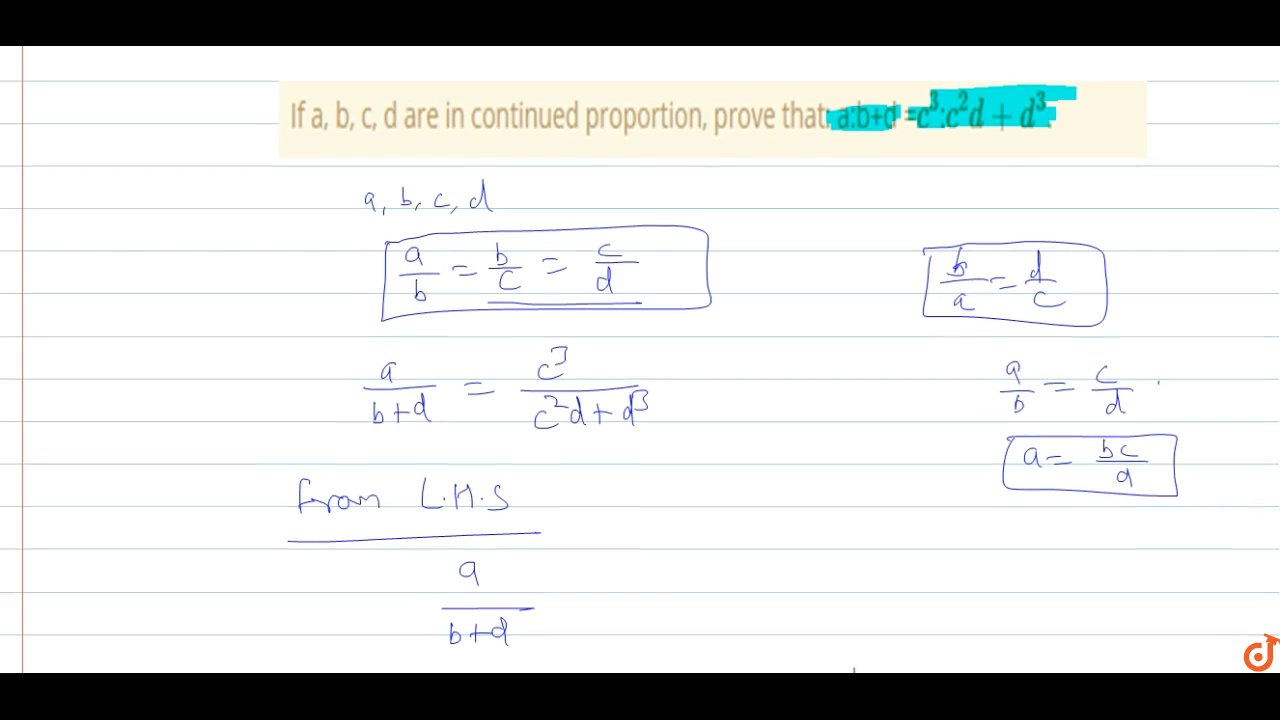 If a, b, c, d are in continued proportion, prove that: a:b+d =c³:c²d + d³.
a, b, c, d
a/b = b/c = c/d
b/a = d/c
a/(b+d) = c³/(c²d + d³)
a/b = c/d
a = bc/a
From L.H.S
a/(b+d)